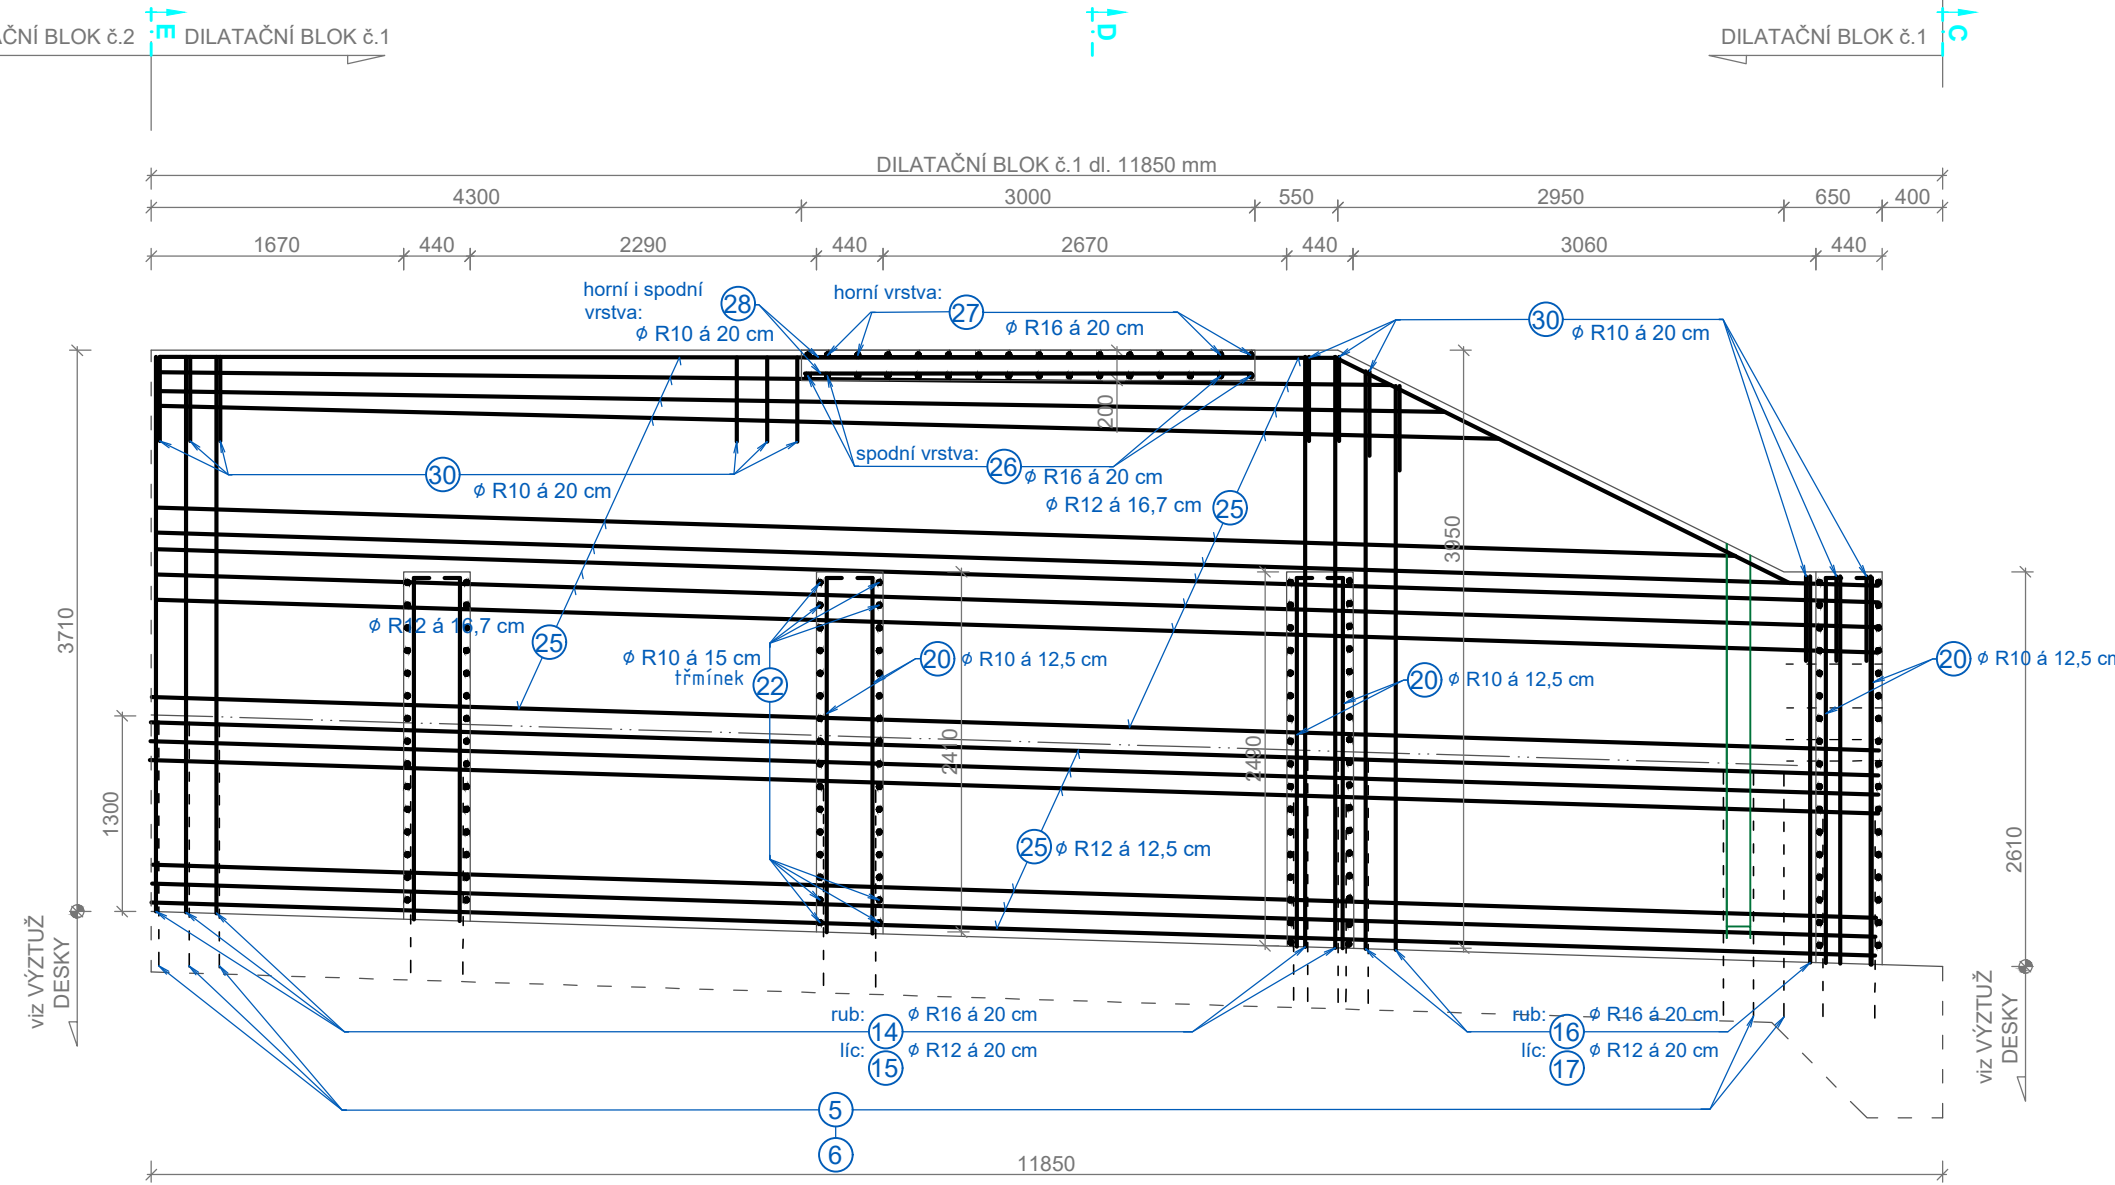 E
D
C
AČNÍ BLOK č.2
DILATAČNÍ BLOK č.1
DILATAČNÍ BLOK č.1
DILATAČNÍ BLOK č.1 dl. 11850 mm
4300
3000
550
2950
650
400
1670
440
2290
440
2670
440
3060
440
horní i spodní
vrstva:
28
ϕ R10 á 20 cm
horní vrstva:
27
ϕ R16 á 20 cm
30
ϕ R10 á 20 cm
200
spodní vrstva:
26
ϕ R16 á 20 cm
30
ϕ R10 á 20 cm
ϕ R12 á 16,7 cm
25
3950
3710
ϕ R12 á 16,7 cm
25
ϕ R10 á 15 cm
třmínek
22
20
ϕ R10 á 12,5 cm
20
ϕ R10 á 12,5 cm
20
ϕ R10 á 12,5 cm
2410
2490
1300
25
ϕ R12 á 12,5 cm
2610
viz VÝZTUŽ
DESKY
viz VÝZTUŽ
DESKY
rub:
14
ϕ R16 á 20 cm
líc:
15
ϕ R12 á 20 cm
rub:
16
ϕ R16 á 20 cm
líc:
17
ϕ R12 á 20 cm
5
6
11850